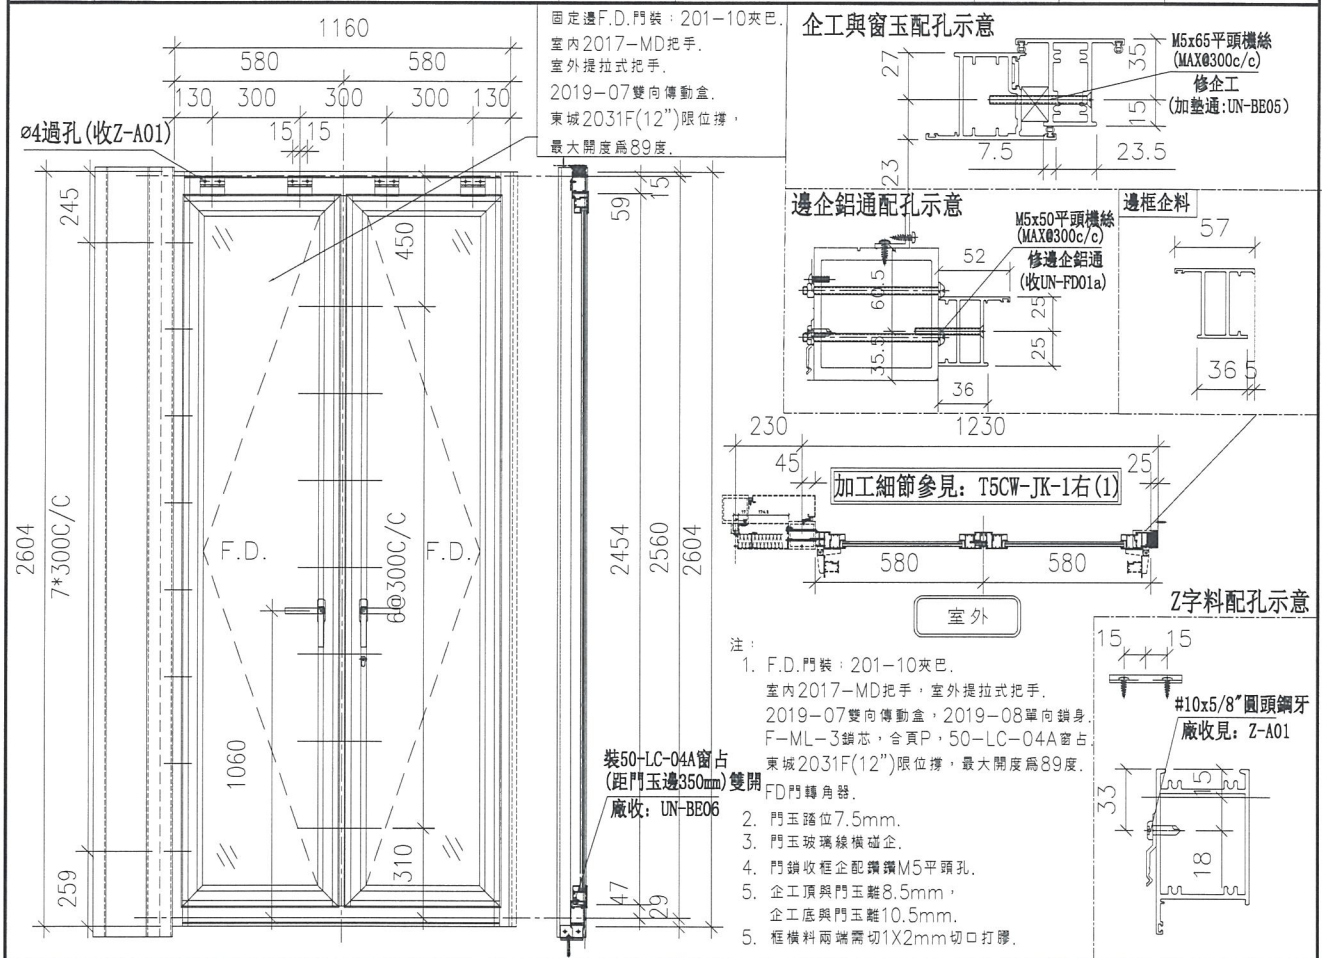 固定邊F.D.門裝：201-10夾巴.
室內2017-MD把手.
室外提拉式把手.
2019-07雙向傳動盒.
東城2031F(12")限位撐，
最大開度爲89度.
1160
580
580
130
300
300
300
130
15
15
ø4過孔(收Z-A01)
245
7*300C/C
2604
259
F.D.
F.D.
450
6@300C/C
1060
310
59
15
2454
2560
2604
47
29
裝50-LC-04A窗占
(距門玉邊350mm)雙開
廠收：UN-BE06
企工與窗玉配孔示意
27
23
7.5
23.5
35
15
M5x65平頭機絲
(MAX@300c/c)
修企工
(加墊通:UN-BE05)
邊企鋁通配孔示意
M5x50平頭機絲
(MAX@300c/c)
修邊企鋁通
(收UN-FD01a)
52
60.5
35.5
25
25
36
邊框企料
57
36
5
230
1230
45
25
加工細節參見：T5CW-JK-1右(1)
580
580
室外
Z字料配孔示意
15
15
#10x5/8"圓頭鋼牙
廠收見：Z-A01
33
15
18
注：
1. F.D.門裝：201-10夾巴.
室內2017-MD把手，室外提拉式把手.
2019-07雙向傳動盒，2019-08單向鎖身.
F-ML-3鎖芯，合頁P，50-LC-04A窗占.
東城2031F(12")限位撐，最大開度爲89度.
FD門轉角器.
2. 門玉踏位7.5mm.
3. 門玉玻璃線橫碰企.
4. 門鎖收框企配鑽鑽M5平頭孔.
5. 企工頂與門玉離8.5mm，
企工底與門玉離10.5mm.
5. 框橫料兩端需切1X2mm切口打膠.